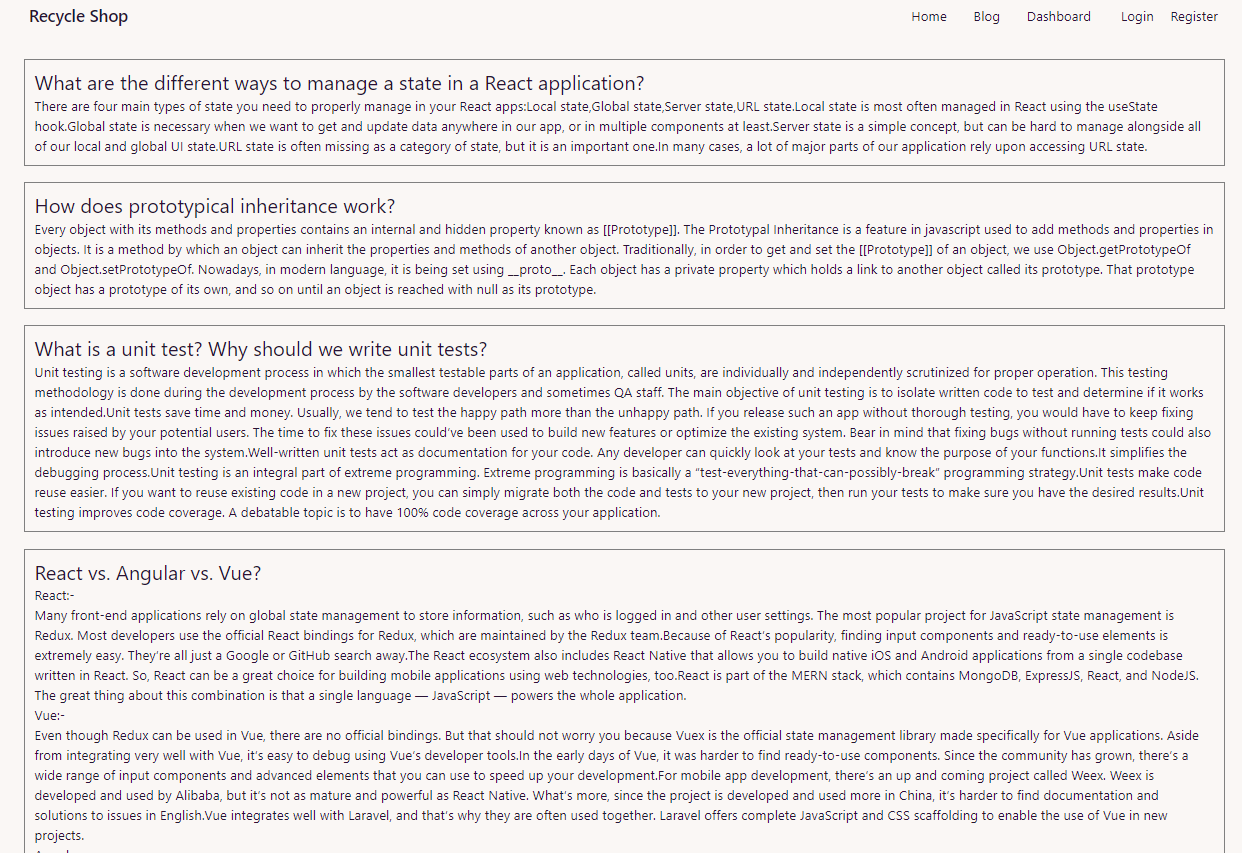 Recycle Shop
Home Blog Dashboard Login Register
What are the different ways to manage a state in a React application?
There are four main types of state you need to properly manage in your React apps:Local state,Global state,Server state,URL state.Local state is most often managed in React using the useState
hook.Global state is necessary when we want to get and update data anywhere in our app, or in multiple components at least.Server state is a simple concept, but can be hard to manage alongside all
of our local and global UI state.URL state is often missing as a category of state, but it is an important one.In many cases, a lot of major parts of our application rely upon accessing URL state.
How does prototypical inheritance work?
Every object with its methods and properties contains an internal and hidden property known as [[Prototype]]. The Prototypal Inheritance is a feature in javascript used to add methods and properties in
objects. It is a method by which an object can inherit the properties and methods of another object. Traditionally, in order to get and set the [[Prototype]] of an object, we use Object.getPrototypeOf
and Object.setPrototypeOf. Nowadays, in modern language, it is being set using __proto__. Each object has a private property which holds a link to another object called its prototype. That prototype
object has a prototype of its own, and so on until an object is reached with null as its prototype.
What is a unit test? Why should we write unit tests?
Unit testing is a software development process in which the smallest testable parts of an application, called units, are individually and independently scrutinized for proper operation. This testing
methodology is done during the development process by the software developers and sometimes QA staff. The main objective of unit testing is to isolate written code to test and determine if it works
as intended.Unit tests save time and money. Usually, we tend to test the happy path more than the unhappy path. If you release such an app without thorough testing, you would have to keep fixing
issues raised by your potential users. The time to fix these issues could’ve been used to build new features or optimize the existing system. Bear in mind that fixing bugs without running tests could also
introduce new bugs into the system.Well-written unit tests act as documentation for your code. Any developer can quickly look at your tests and know the purpose of your functions.It simplifies the
debugging process.Unit testing is an integral part of extreme programming. Extreme programming is basically a “test-everything-that-can-possibly-break” programming strategy.Unit tests make code
reuse easier. If you want to reuse existing code in a new project, you can simply migrate both the code and tests to your new project, then run your tests to make sure you have the desired results.Unit
testing improves code coverage. A debatable topic is to have 100% code coverage across your application.
React vs. Angular vs. Vue?
React:-
Many front-end applications rely on global state management to store information, such as who is logged in and other user settings. The most popular project for JavaScript state management is
Redux. Most developers use the official React bindings for Redux, which are maintained by the Redux team.Because of React’s popularity, finding input components and ready-to-use elements is
extremely easy. They’re all just a Google or GitHub search away.The React ecosystem also includes React Native that allows you to build native iOS and Android applications from a single codebase
written in React. So, React can be a great choice for building mobile applications using web technologies, too.React is part of the MERN stack, which contains MongoDB, ExpressJS, React, and NodeJS.
The great thing about this combination is that a single language — JavaScript — powers the whole application.
Vue:-
Even though Redux can be used in Vue, there are no official bindings. But that should not worry you because Vuex is the official state management library made specifically for Vue applications. Aside
from integrating very well with Vue, it’s easy to debug using Vue’s developer tools.In the early days of Vue, it was harder to find ready-to-use components. Since the community has grown, there’s a
wide range of input components and advanced elements that you can use to speed up your development.For mobile app development, there’s an up and coming project called Weex. Weex is
developed and used by Alibaba, but it’s not as mature and powerful as React Native. What’s more, since the project is developed and used more in China, it’s harder to find documentation and
solutions to issues in English.Vue integrates well with Laravel, and that’s why they are often used together. Laravel offers complete JavaScript and CSS scaffolding to enable the use of Vue in new
projects.